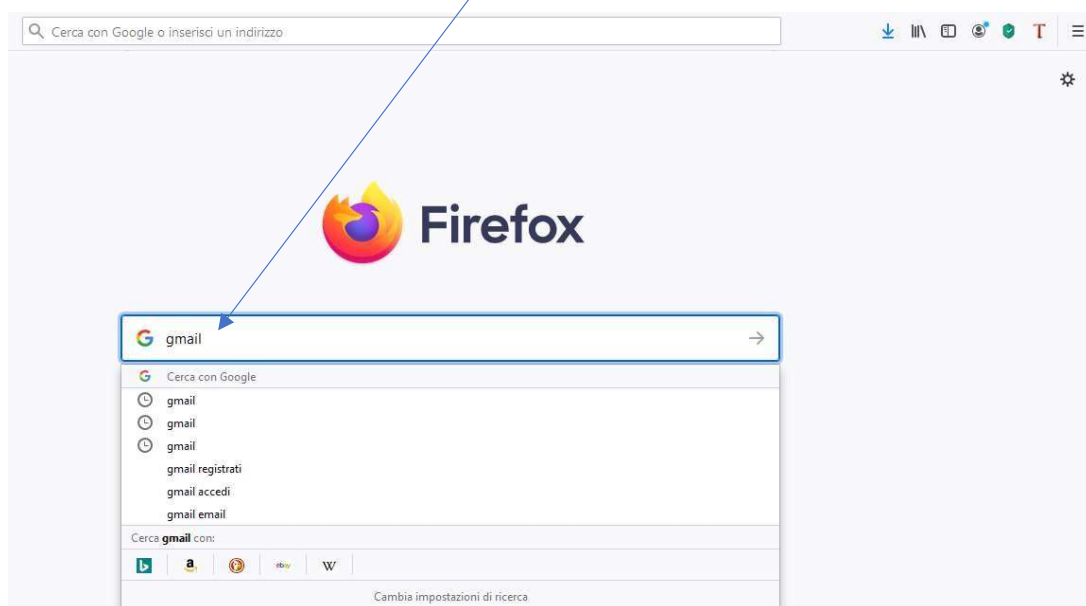 Cerca con Google o inserisci un indirizzo
T
Firefox
gmail
Cerca con Google
gmail
gmail
gmail
gmail registrati
gmail accedi
gmail email
Cerca gmail con:
b a ebay W
Cambia impostazioni di ricerca